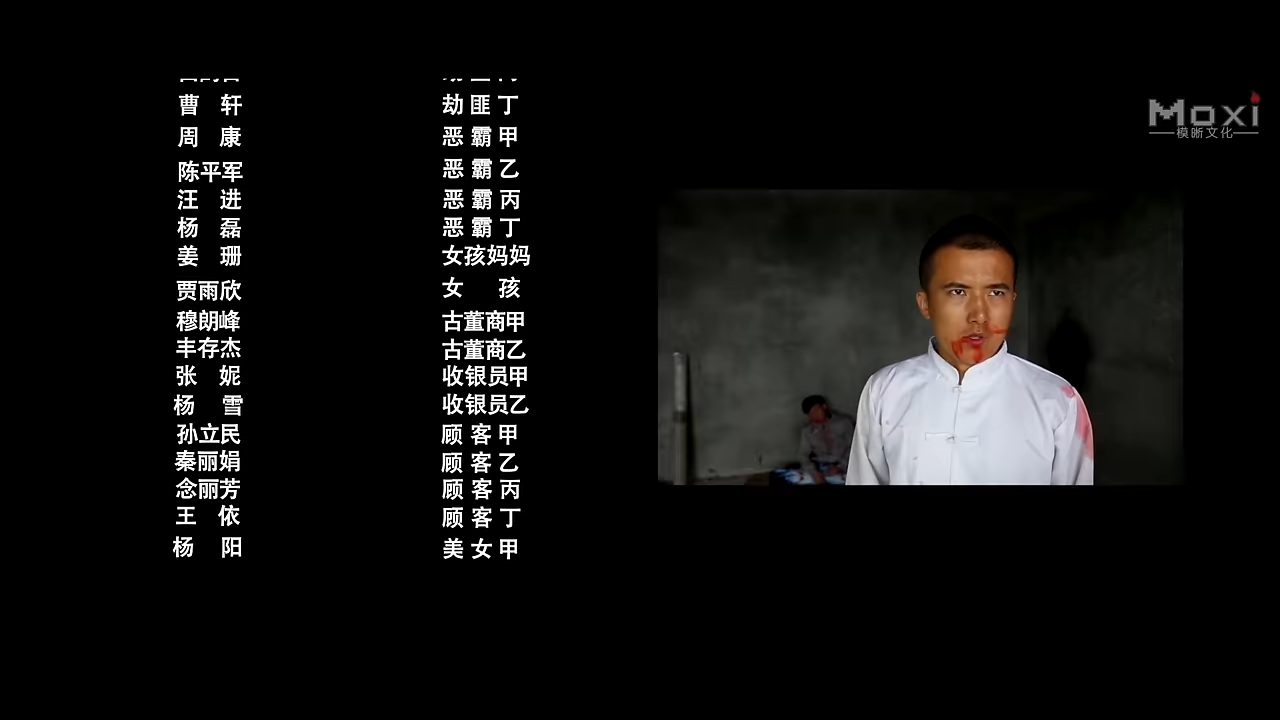 曹 轩 劫匪丁
周 康 恶霸甲
陈平军 恶霸乙
汪 进 恶霸丙
杨 磊 恶霸丁
姜 珊 女孩妈妈
贾雨欣 女 孩
穆朗峰 古董商甲
丰存杰 古董商乙
张 妮 收银员甲
杨 雪 收银员乙
孙立民 顾客甲
秦丽娟 顾客乙
念丽芳 顾客丙
王 依 顾客丁
杨 阳 美女甲
Moxi
模晰文化